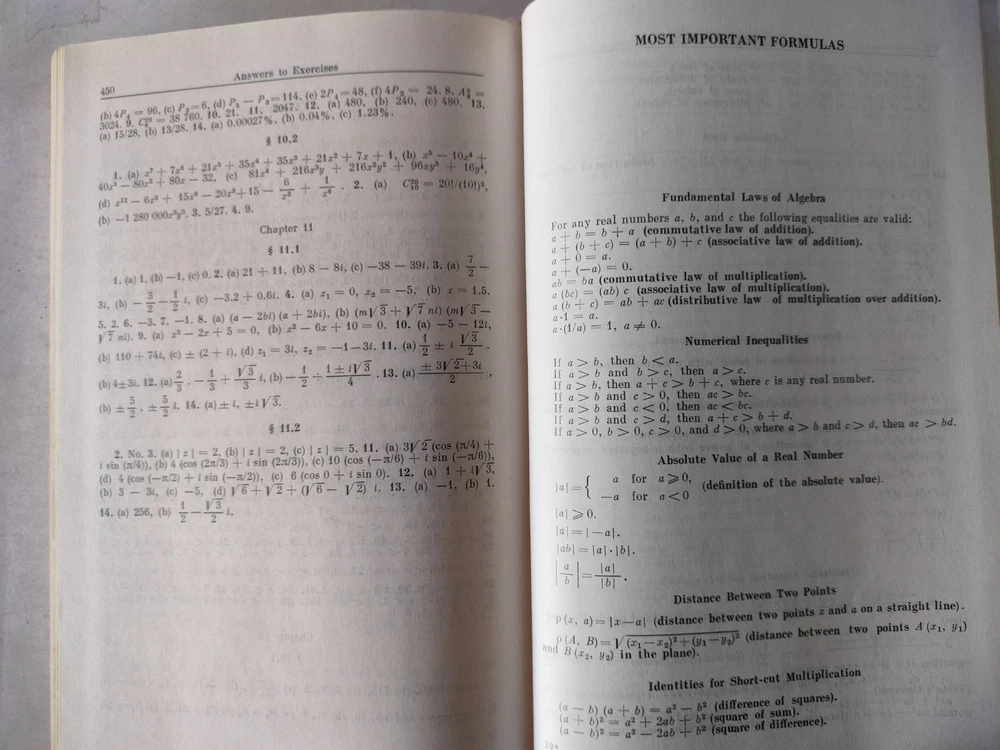 450
Answers to Exercises
(b) 4P₄ = 96, (c) P₃ = 6, (d) P₅ − P₃ = 114, (e) 2P₄ = 48, (f) 4P₃ = 24. 8.
3024. 9. = 38 760. 10. 21. 11. 2047. 12. (a) 480, (b) 240, (c) 480. 13.
(a) 15/28, (b) 13/28. 14. (a) 0.00027%, (b) 0.04%, (c) 1.23%.
§ 10.2
1. (a) x⁷ + 7x⁶ + 21x⁵ + 35x⁴ + 35x³ + 21x² + 7x + 1, (b) x⁵ − 10x⁴ +
40x³ − 80x² + 80x − 32, (c) 81x⁴ + 216x³y + 216x²y² + 96xy³ + 16y⁴,
(d) x¹² − 6x⁹ + 15x⁶ − 20x³ + 15 − 6/x³ + 1/x⁶. 2. (a) = 20!/(10!)²,
(b) −1 280 000x³y³. 3. 5/27. 4. 9.
Chapter 11
§ 11.1
1. (a) 1, (b) −1, (c) 0. 2. (a) 21 + 11, (b) 8 − 8i, (c) −38 − 39i. 3. (a) 7/2 −
3i, (b) −3/2 − 1/2 i, (c) −3.2 + 0.6i. 4. (a) x₁ = 0, x₂ = −5, (b) x = 1.5.
5. 2. 6. −3. 7. −1. 8. (a) (a − 2bi) (a + 2bi), (b) (m√3 + √7 ni) (m√3 −
√7 ni). 9. (a) x² − 2x + 5 = 0, (b) x² − 6x + 10 = 0. 10. (a) −5 − 12i,
(b) 110 + 74i, (c) ± (2 + i), (d) z₁ = 3i, z₂ = −1−3i. 11. (a) 1/2 ± i √3/2.
(b) 4±3i. 12. (a) 2/3, −1/3 + √3/3 i, (b) −1/2 ÷ 1±i√3/4. 13. (a) ±3√2+3i/2,
(b) ±5/2, ±5/2 i. 14. (a) ± i, ±i√3.
§ 11.2
2. No. 3. (a) |z| = 2, (b) |z| = 2, (c) |z| = 5. 11. (a) 3√2 (cos (π/4) +
i sin (π/4)), (b) 4 (cos (2π/3) + i sin (2π/3)), (c) 10 (cos (−π/6) + i sin (−π/6)),
(d) 4 (cos (−π/2) + i sin (−π/2)), (c) 6 (cos 0 + i sin 0). 12. (a) 1 + i√3,
(b) 3 − 3i, (c) −5, (d) √6 + √2 + (√6 − √2) i. 13. (a) −1, (b) 1.
14. (a) 256, (b) 1/2 − √3/2 i.
MOST IMPORTANT FORMULAS
Fundamental Laws of Algebra
For any real numbers a, b, and c the following equalities are valid:
a + b = b + a (commutative law of addition).
a + (b + c) = (a + b) + c (associative law of addition).
a + 0 = a.
a + (−a) = 0.
ab = ba (commutative law of multiplication).
a (bc) = (ab) c (associative law of multiplication).
a (b + c) = ab + ac (distributive law of multiplication over addition).
a·1 = a.
a·(1/a) = 1, a ≠ 0.
Numerical Inequalities
If a > b, then b < a.
If a > b and b > c, then a > c.
If a > b, then a + c > b + c, where c is any real number.
If a > b and c > 0, then ac > bc.
If a > b and c < 0, then ac < bc.
If a > b and c > d, then a + c > b + d.
If a > 0, b > 0, c > 0, and d > 0, where a > b and c > d, then ac > bd.
Absolute Value of a Real Number
|a| = { a for a ⩾ 0,
−a for a < 0 (definition of the absolute value).
|a| ⩾ 0.
|a| = |−a|.
|ab| = |a|·|b|.
|a/b| = |a|/|b|.
Distance Between Two Points
ρ (x, a) = |x−a| (distance between two points x and a on a straight line).
ρ (A, B) = √(x₁−x₂)²+(y₁−y₂)² (distance between two points A (x₁, y₁)
and B (x₂, y₂) in the plane).
Identities for Short-cut Multiplication
(a − b) (a + b) = a² − b² (difference of squares).
(a + b)² = a² + 2ab + b² (square of sum).
(a − b)² = a² − 2ab + b² (square of difference).
29*